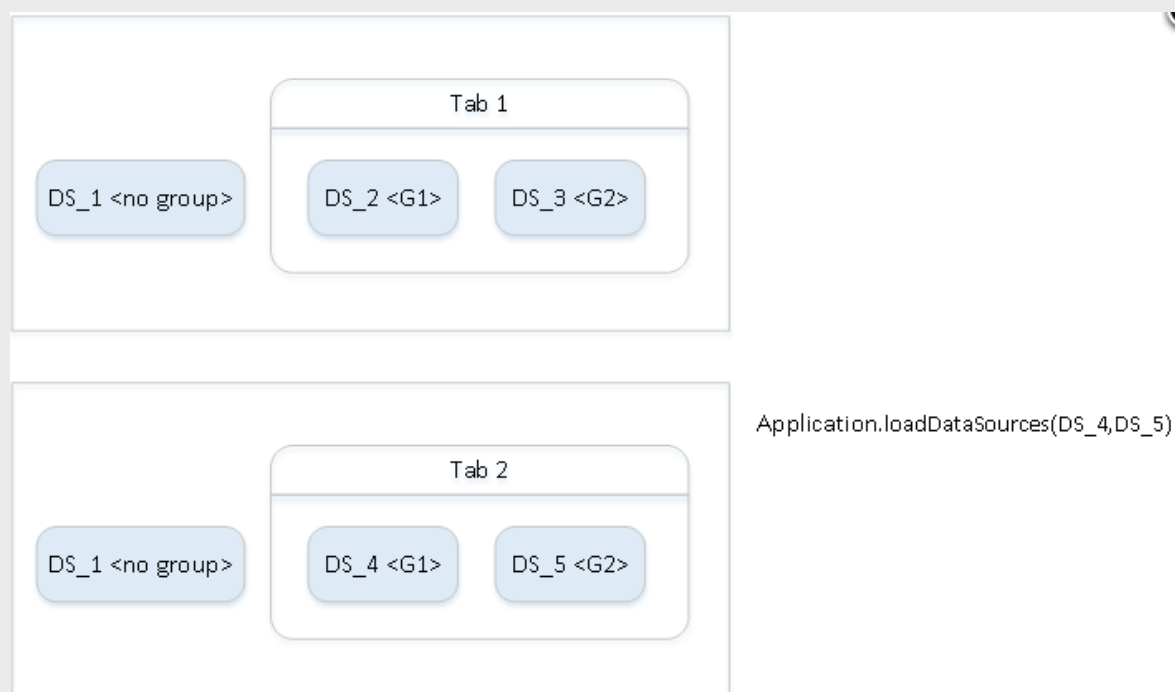 Tab 1
DS_1 <no group>
DS_2 <G1>
DS_3 <G2>
Application.loadDataSources(DS_4,DS_5)
Tab 2
DS_1 <no group>
DS_4 <G1>
DS_5 <G2>